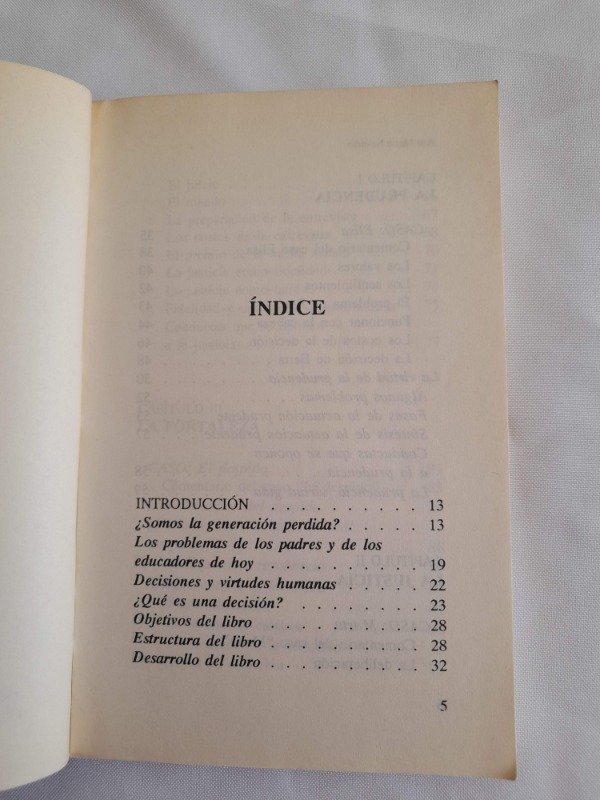 ÍNDICE
INTRODUCCIÓN . . . . . . . . . . 13
¿Somos la generación perdida? . . . . . 13
Los problemas de los padres y de los
educadores de hoy . . . . . . . . . 19
Decisiones y virtudes humanas . . . . . 22
¿Qué es una decisión? . . . . . . . . 23
Objetivos del libro . . . . . . . . . . 28
Estructura del libro . . . . . . . . . . 28
Desarrollo del libro . . . . . . . . . . 32
5